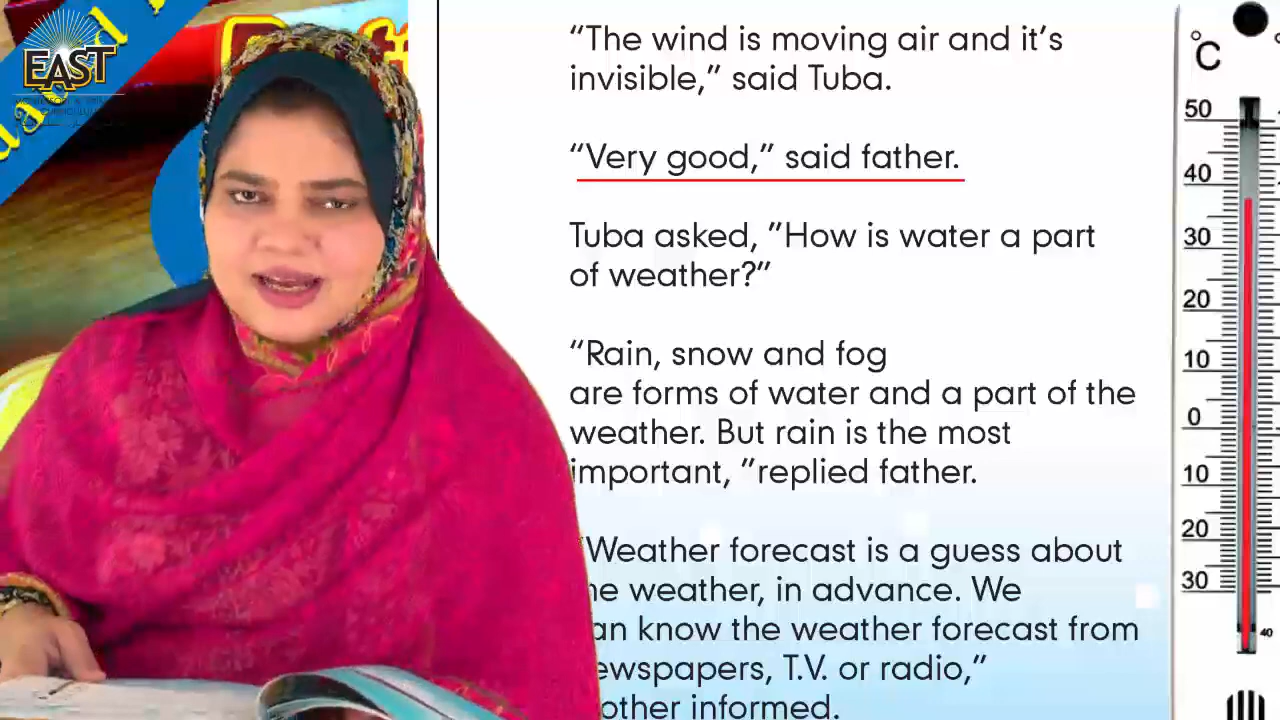 EAST
"The wind is moving air and it's
invisible," said Tuba.
"Very good," said father.
Tuba asked, "How is water a part
of weather?"
"Rain, snow and fog
are forms of water and a part of the
weather. But rain is the most
important, "replied father.
Weather forecast is a guess about
weather, in advance. We
know the weather forecast from
T.V. or radio,"
informed.
°C
50
40
30
20
10
0
10
20
30
40